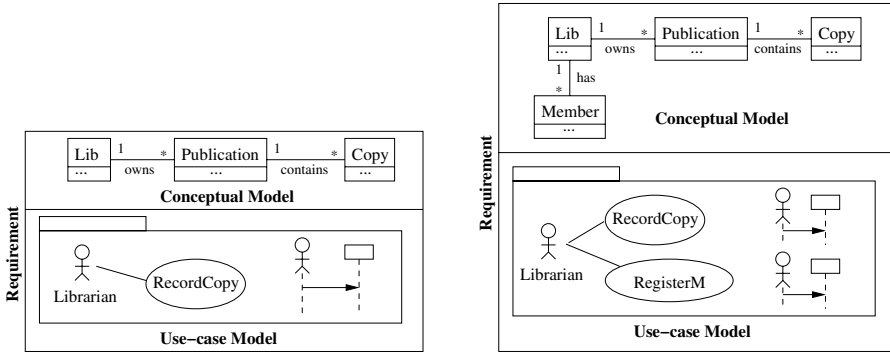 Requirement
Lib
...
1
owns
*
Publication
...
1
contains
*
Copy
...
Conceptual Model
Librarian
RecordCopy
Use-case Model
Requirement
Lib
...
1
owns
*
Publication
...
1
contains
*
Copy
...
1
has
*
Member
...
Conceptual Model
Librarian
RecordCopy
RegisterM
Use-case Model